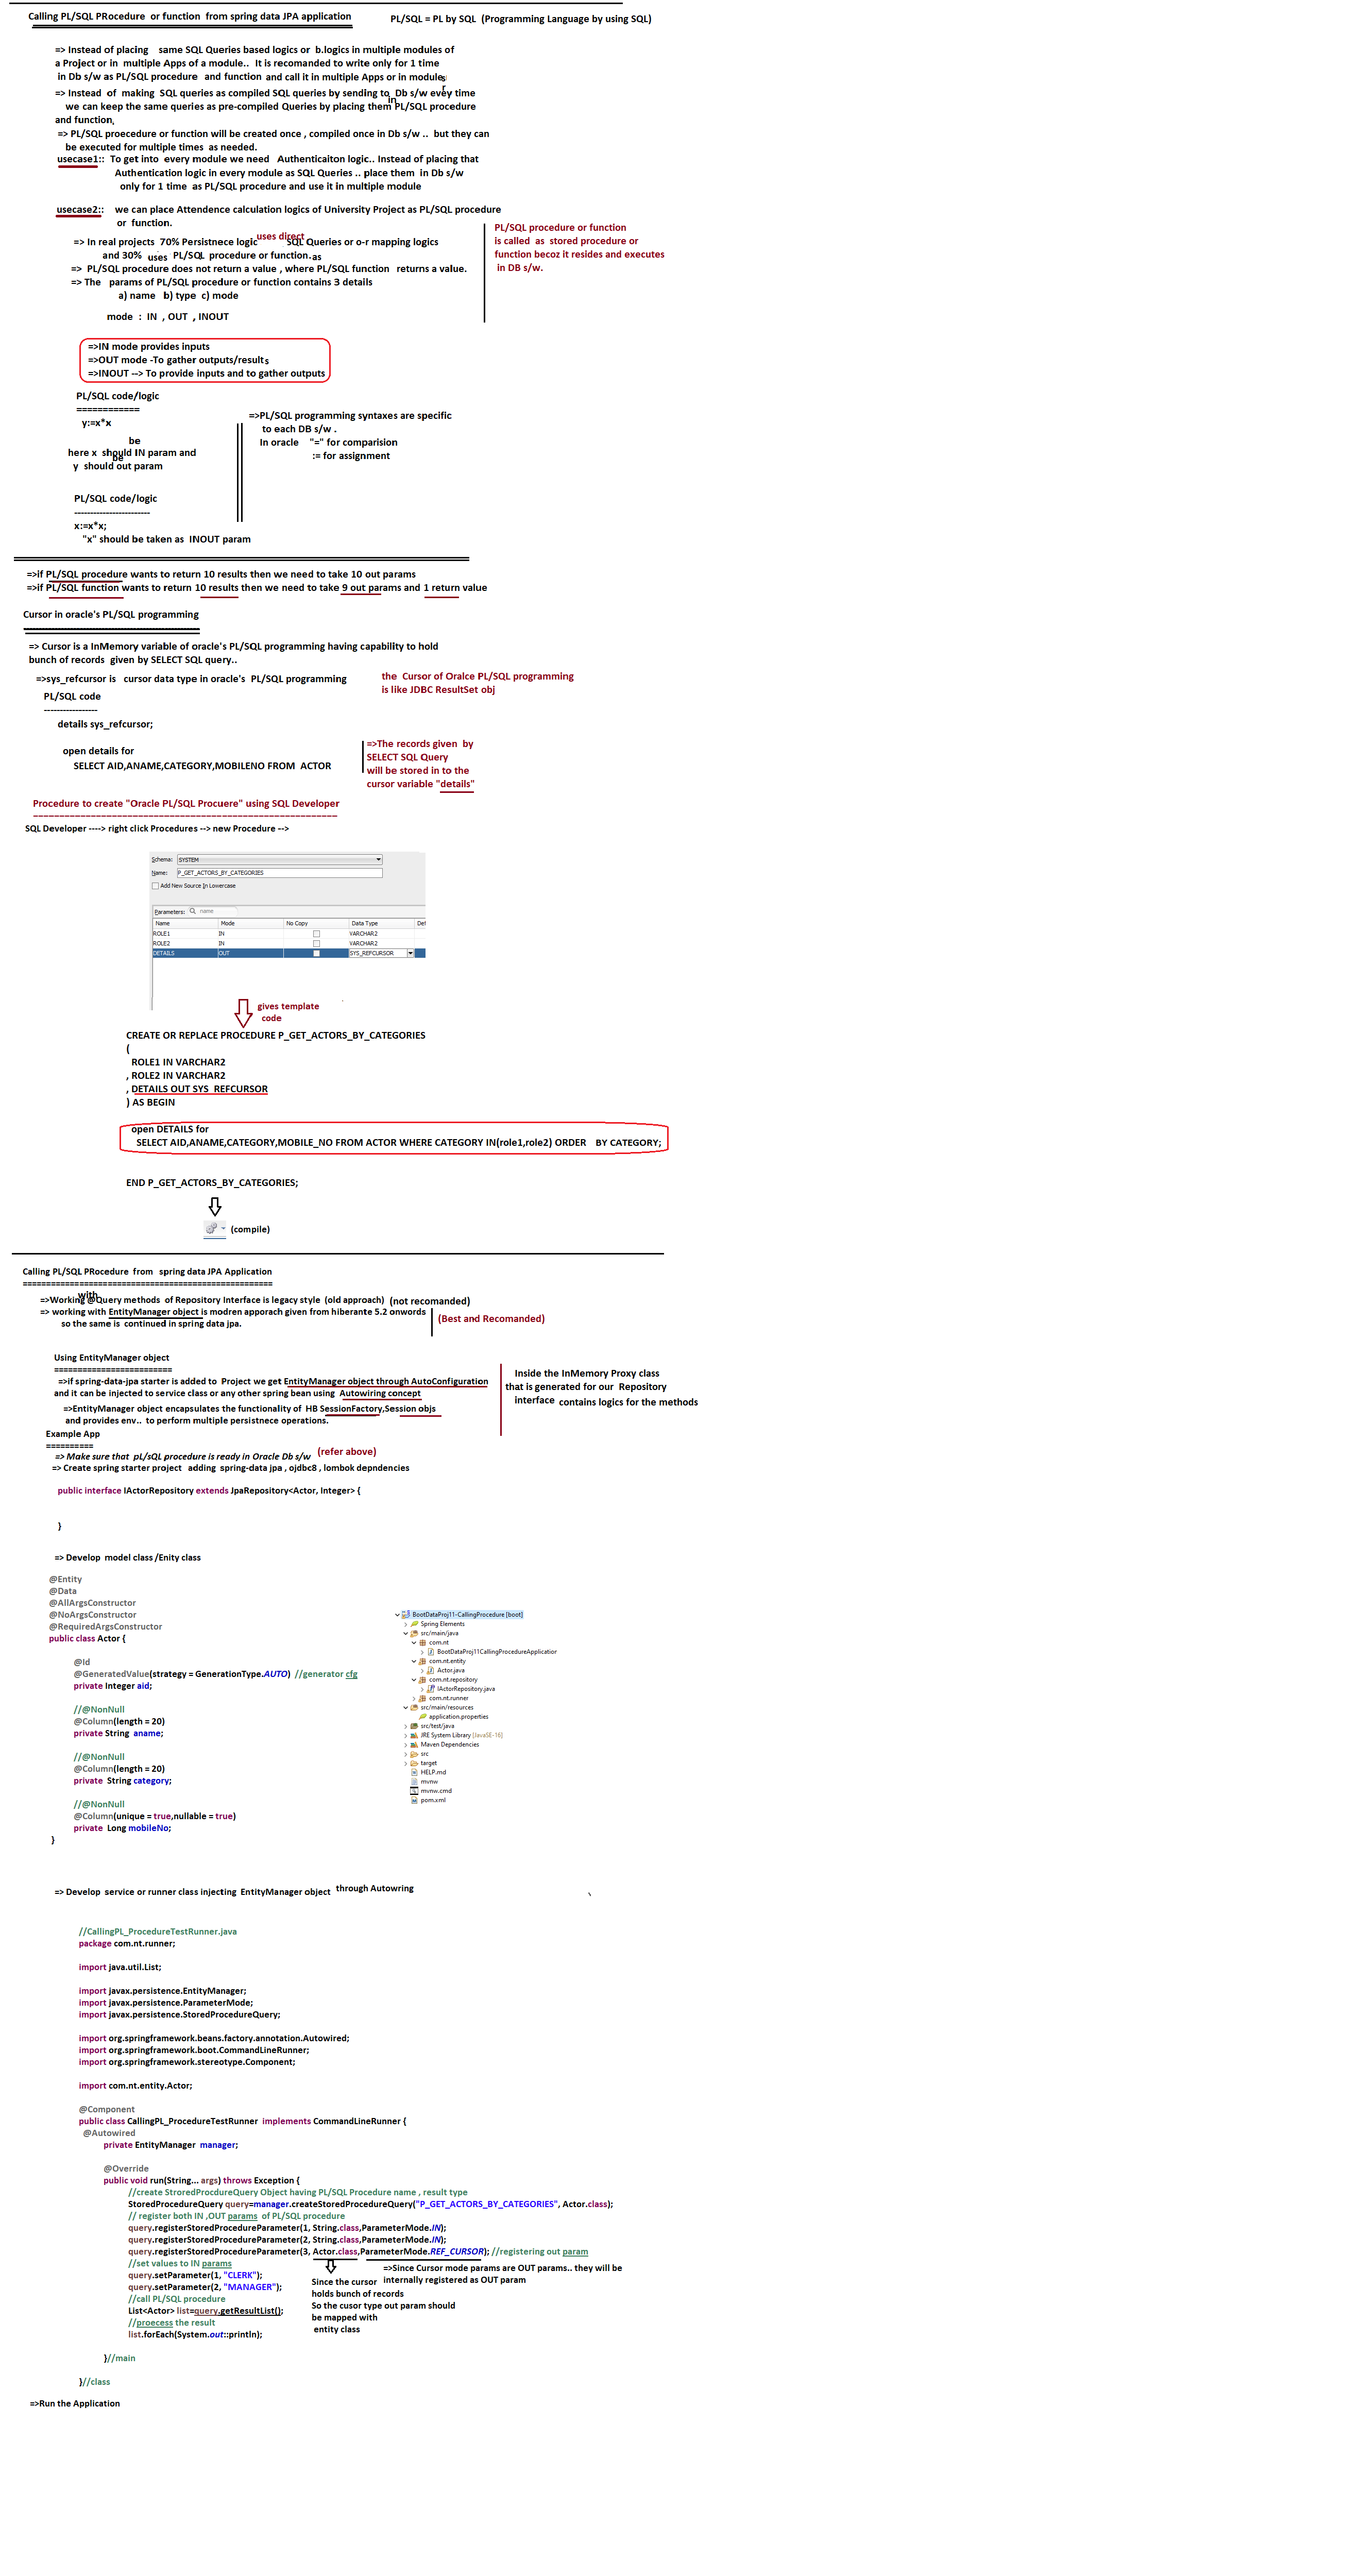 Calling PL/SQL PRocedure or function from spring data JPA application
PL/SQL = PL by SQL (Programming Language by using SQL)
=> Instead of placing same SQL Queries based logics or b.logics in multiple modules of
a Project or in multiple Apps of a module.. It is recomanded to write only for 1 time
in Db s/w as PL/SQL procedure and function and call it in multiple Apps or in modules
r
=> Instead of making SQL queries as compiled SQL queries by sending to Db s/w evety time
in
we can keep the same queries as pre-compiled Queries by placing them PL/SQL procedure
and function.
=> PL/SQL proecedure or function will be created once , compiled once in Db s/w .. but they can
be executed for multiple times as needed.
usecase1:: To get into every module we need Authenticaiton logic.. Instead of placing that
Authentication logic in every module as SQL Queries .. place them in Db s/w
only for 1 time as PL/SQL procedure and use it in multiple module
usecase2:: we can place Attendence calculation logics of University Project as PL/SQL procedure
or function.
PL/SQL procedure or function
is called as stored procedure or
function becoz it resides and executes
in DB s/w.
uses direct
=> In real projects 70% Persistnece logic SQL Queries or o-r mapping logics
and 30% uses PL/SQL procedure or function. as
=> PL/SQL procedure does not return a value , where PL/SQL function returns a value.
=> The params of PL/SQL procedure or function contains 3 details
a) name b) type c) mode
mode : IN , OUT , INOUT
=>IN mode provides inputs
=>OUT mode -To gather outputs/results
=>INOUT --> To provide inputs and to gather outputs
PL/SQL code/logic
============
y:=x*x
be
here x should IN param and
be
y should out param
=>PL/SQL programming syntaxes are specific
to each DB s/w .
In oracle "=" for comparision
:= for assignment
PL/SQL code/logic
------------------------
x:=x*x;
"x" should be taken as INOUT param
=>if PL/SQL procedure wants to return 10 results then we need to take 10 out params
=>if PL/SQL function wants to return 10 results then we need to take 9 out params and 1 return value
Cursor in oracle's PL/SQL programming
=> Cursor is a InMemory variable of oracle's PL/SQL programming having capability to hold
bunch of records given by SELECT SQL query..
=>sys_refcursor is cursor data type in oracle's PL/SQL programming
the Cursor of Oralce PL/SQL programming
is like JDBC ResultSet obj
PL/SQL code
-----------------
details sys_refcursor;
open details for
SELECT AID,ANAME,CATEGORY,MOBILENO FROM ACTOR
=>The records given by
SELECT SQL Query
will be stored in to the
cursor variable "details"
Procedure to create "Oracle PL/SQL Procuere" using SQL Developer
----------------------------------------------------------
SQL Developer ----> right click Procedures --> new Procedure -->
Schema: SYSTEM
Name: P_GET_ACTORS_BY_CATEGORIES
Add New Source In Lowercase
Parameters: name
Name Mode No Copy Data Type Def
ROLE1 IN VARCHAR2
ROLE2 IN VARCHAR2
DETAILS OUT SYS_REFCURSOR
gives template
code
CREATE OR REPLACE PROCEDURE P_GET_ACTORS_BY_CATEGORIES
(
ROLE1 IN VARCHAR2
, ROLE2 IN VARCHAR2
, DETAILS OUT SYS_REFCURSOR
) AS BEGIN
open DETAILS for
SELECT AID,ANAME,CATEGORY,MOBILE_NO FROM ACTOR WHERE CATEGORY IN(role1,role2) ORDER BY CATEGORY;
END P_GET_ACTORS_BY_CATEGORIES;
(compile)
Calling PL/SQL PRocedure from spring data JPA Application
=====================================================
with
=>Working @Query methods of Repository Interface is legacy style (old approach) (not recomanded)
=> working with EntityManager object is modren apporach given from hiberante 5.2 onwords
so the same is continued in spring data jpa.
(Best and Recomanded)
Using EntityManager object
=========================
=>if spring-data-jpa starter is added to Project we get EntityManager object through AutoConfiguration
and it can be injected to service class or any other spring bean using Autowiring concept
=>EntityManager object encapsulates the functionality of HB SessionFactory,Session objs
and provides env.. to perform multiple persistnece operations.
Inside the InMemory Proxy class
that is generated for our Repository
interface contains logics for the methods
Example App
==========
=> Make sure that pL/sQL procedure is ready in Oracle Db s/w (refer above)
=> Create spring starter project adding spring-data jpa , ojdbc8 , lombok depndencies
public interface IActorRepository extends JpaRepository<Actor, Integer> {
}
=> Develop model class /Enity class
@Entity
@Data
@AllArgsConstructor
@NoArgsConstructor
@RequiredArgsConstructor
public class Actor {
@Id
@GeneratedValue(strategy = GenerationType.AUTO) //generator cfg
private Integer aid;
//@NonNull
@Column(length = 20)
private String aname;
//@NonNull
@Column(length = 20)
private String category;
//@NonNull
@Column(unique = true,nullable = true)
private Long mobileNo;
}
BootDataProj11-CallingProcedure [boot]
Spring Elements
src/main/java
com.nt
BootDataProj11CallingProcedureApplication
com.nt.entity
Actor.java
com.nt.repository
IActorRepository.java
com.nt.runner
src/main/resources
application.properties
src/test/java
JRE System Library [JavaSE-16]
Maven Dependencies
src
target
HELP.md
mvnw
mvnw.cmd
pom.xml
=> Develop service or runner class injecting EntityManager object through Autowring
//CallingPL_ProcedureTestRunner.java
package com.nt.runner;
import java.util.List;
import javax.persistence.EntityManager;
import javax.persistence.ParameterMode;
import javax.persistence.StoredProcedureQuery;
import org.springframework.beans.factory.annotation.Autowired;
import org.springframework.boot.CommandLineRunner;
import org.springframework.stereotype.Component;
import com.nt.entity.Actor;
@Component
public class CallingPL_ProcedureTestRunner implements CommandLineRunner {
@Autowired
private EntityManager manager;
@Override
public void run(String... args) throws Exception {
//create StroredProcdureQuery Object having PL/SQL Procedure name , result type
StoredProcedureQuery query=manager.createStoredProcedureQuery("P_GET_ACTORS_BY_CATEGORIES", Actor.class);
// register both IN ,OUT params of PL/SQL procedure
query.registerStoredProcedureParameter(1, String.class,ParameterMode.IN);
query.registerStoredProcedureParameter(2, String.class,ParameterMode.IN);
query.registerStoredProcedureParameter(3, Actor.class,ParameterMode.REF_CURSOR); //registering out param
//set values to IN params
query.setParameter(1, "CLERK");
query.setParameter(2, "MANAGER");
//call PL/SQL procedure
List<Actor> list=query.getResultList();
//proecess the result
list.forEach(System.out::println);
=>Since Cursor mode params are OUT params.. they will be
internally registered as OUT param
Since the cursor
holds bunch of records
So the cusor type out param should
be mapped with
entity class
}//main
}//class
=>Run the Application